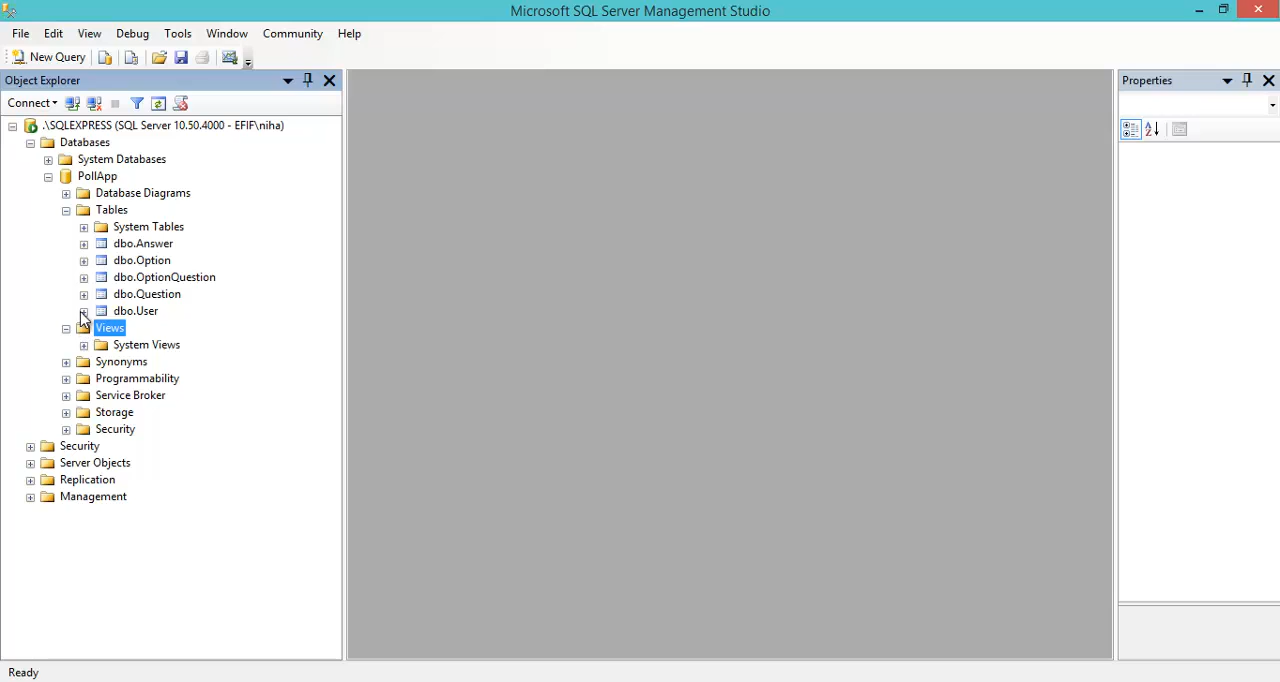 Microsoft SQL Server Management Studio
File Edit View Debug Tools Window Community Help
New Query
Object Explorer
Properties
Connect
.\SQLEXPRESS (SQL Server 10.50.4000 - EFIF\niha)
Databases
System Databases
PollApp
Database Diagrams
Tables
System Tables
dbo.Answer
dbo.Option
dbo.OptionQuestion
dbo.Question
dbo.User
Views
System Views
Synonyms
Programmability
Service Broker
Storage
Security
Security
Server Objects
Replication
Management
Ready